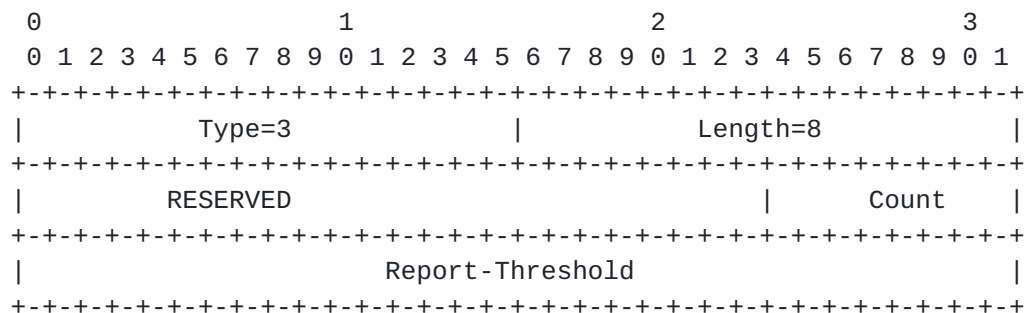 0                   1                   2                   3
 0 1 2 3 4 5 6 7 8 9 0 1 2 3 4 5 6 7 8 9 0 1 2 3 4 5 6 7 8 9 0 1
+-+-+-+-+-+-+-+-+-+-+-+-+-+-+-+-+-+-+-+-+-+-+-+-+-+-+-+-+-+-+-+-+
|           Type=3              |           Length=8            |
+-+-+-+-+-+-+-+-+-+-+-+-+-+-+-+-+-+-+-+-+-+-+-+-+-+-+-+-+-+-+-+-+
|         RESERVED                              |      Count    |
+-+-+-+-+-+-+-+-+-+-+-+-+-+-+-+-+-+-+-+-+-+-+-+-+-+-+-+-+-+-+-+-+
|                       Report-Threshold                        |
+-+-+-+-+-+-+-+-+-+-+-+-+-+-+-+-+-+-+-+-+-+-+-+-+-+-+-+-+-+-+-+-+